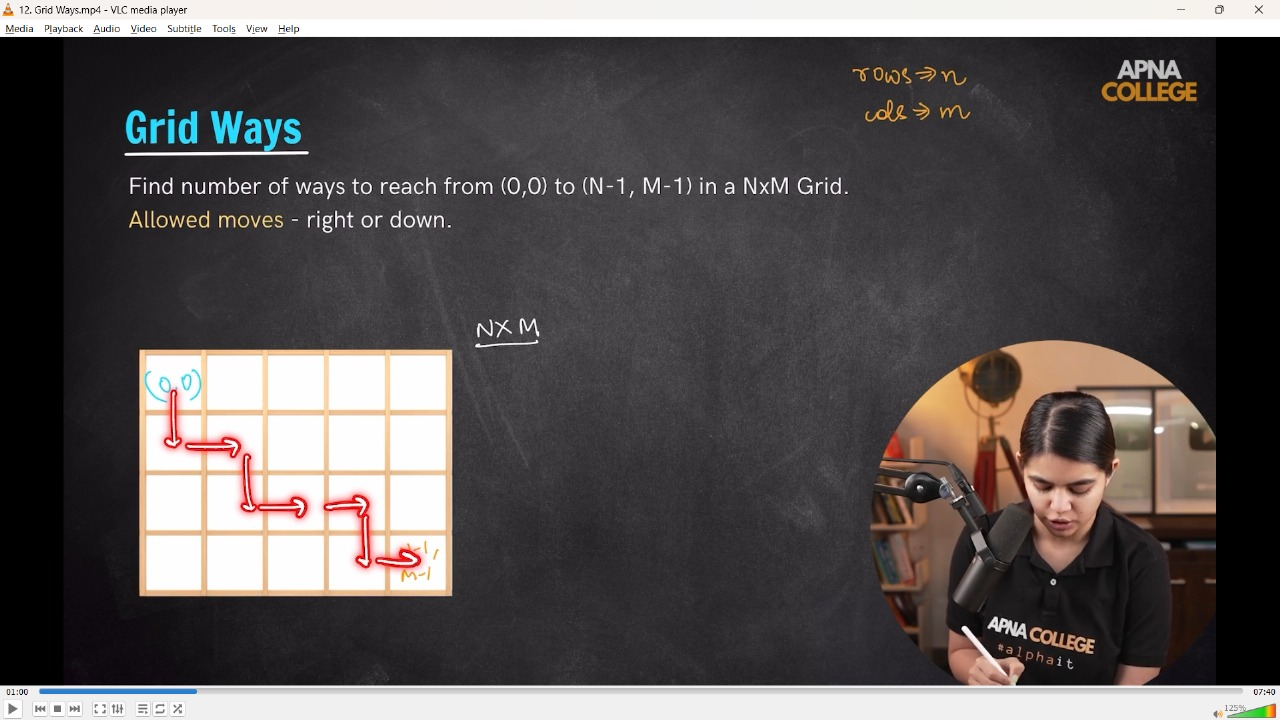 12. Grid Ways.mp4 - VLC media player
Media Playback Audio Video Subtitle Tools View Help
rows ⇒ n
cols ⇒ m
APNA
COLLEGE
Grid Ways
Find number of ways to reach from (0,0) to (N-1, M-1) in a NxM Grid.
Allowed moves - right or down.
NXM
(0,0)
-1,
M-1
APNA COLLEGE
#alphait
01:00
07:40
125%